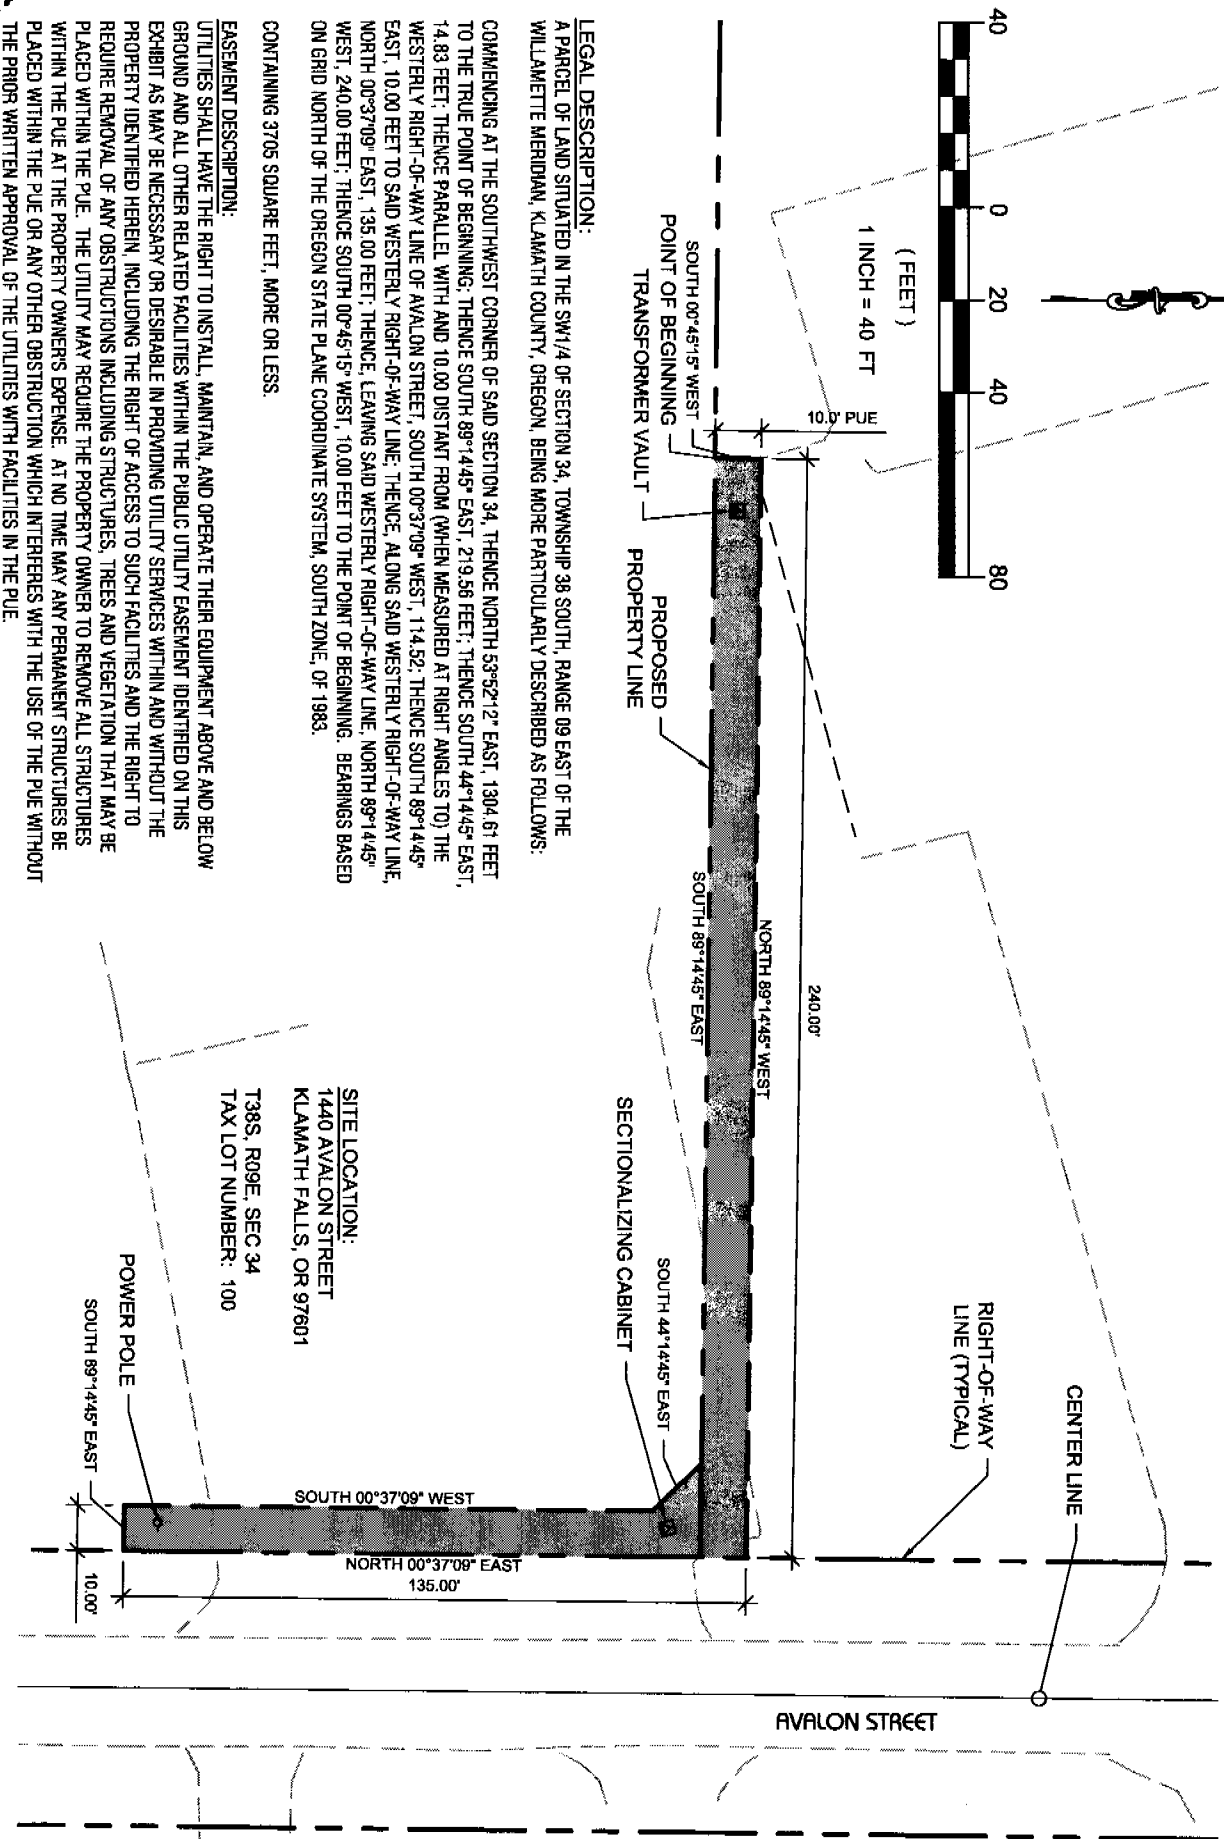 40
0
20
40
80
( FEET )
1 INCH = 40 FT
10.0' PUE
SOUTH 00°45'15" WEST
POINT OF BEGINNING
TRANSFORMER VAULT
PROPOSED
PROPERTY LINE
240.00'
NORTH 89°14'45" WEST
SOUTH 89°14'45" EAST
SECTIONALIZING CABINET
SOUTH 44°14'45" EAST
RIGHT-OF-WAY
LINE (TYPICAL)
CENTER LINE
LEGAL DESCRIPTION:
A PARCEL OF LAND SITUATED IN THE SW1/4 OF SECTION 34, TOWNSHIP 38 SOUTH, RANGE 09 EAST OF THE
WILLAMETTE MERIDIAN, KLAMATH COUNTY, OREGON, BEING MORE PARTICULARLY DESCRIBED AS FOLLOWS:
COMMENCING AT THE SOUTHWEST CORNER OF SAID SECTION 34, THENCE NORTH 53°52'12" EAST, 1304.61 FEET
TO THE TRUE POINT OF BEGINNING; THENCE SOUTH 89°14'45" EAST, 219.56 FEET; THENCE SOUTH 44°14'45" EAST,
14.83 FEET; THENCE PARALLEL WITH AND 10.00 DISTANT FROM (WHEN MEASURED AT RIGHT ANGLES TO) THE
WESTERLY RIGHT-OF-WAY LINE OF AVALON STREET, SOUTH 00°37'09" WEST, 114.52; THENCE SOUTH 89°14'45"
EAST, 10.00 FEET TO SAID WESTERLY RIGHT-OF-WAY LINE; THENCE, ALONG SAID WESTERLY RIGHT-OF-WAY LINE,
NORTH 00°37'09" EAST, 135.00 FEET; THENCE, LEAVING SAID WESTERLY RIGHT-OF-WAY LINE, NORTH 89°14'45"
WEST, 240.00 FEET; THENCE SOUTH 00°45'15" WEST, 10.00 FEET TO THE POINT OF BEGINNING. BEARINGS BASED
ON GRID NORTH OF THE OREGON STATE PLANE COORDINATE SYSTEM, SOUTH ZONE, OF 1983.
CONTAINING 3705 SQUARE FEET, MORE OR LESS.
EASEMENT DESCRIPTION:
UTILITIES SHALL HAVE THE RIGHT TO INSTALL, MAINTAIN, AND OPERATE THEIR EQUIPMENT ABOVE AND BELOW
GROUND AND ALL OTHER RELATED FACILITIES WITHIN THE PUBLIC UTILITY EASEMENT IDENTIFIED ON THIS
EXHIBIT AS MAY BE NECESSARY OR DESIRABLE IN PROVIDING UTILITY SERVICES WITHIN AND WITHOUT THE
PROPERTY IDENTIFIED HEREIN, INCLUDING THE RIGHT OF ACCESS TO SUCH FACILITIES AND THE RIGHT TO
REQUIRE REMOVAL OF ANY OBSTRUCTIONS INCLUDING STRUCTURES, TREES AND VEGETATION THAT MAY BE
PLACED WITHIN THE PUE. THE UTILITY MAY REQUIRE THE PROPERTY OWNER TO REMOVE ALL STRUCTURES
WITHIN THE PUE AT THE PROPERTY OWNER'S EXPENSE. AT NO TIME MAY ANY PERMANENT STRUCTURES BE
PLACED WITHIN THE PUE OR ANY OTHER OBSTRUCTION WHICH INTERFERES WITH THE USE OF THE PUE WITHOUT
THE PRIOR WRITTEN APPROVAL OF THE UTILITIES WITH FACILITIES IN THE PUE.
SITE LOCATION:
1440 AVALON STREET
KLAMATH FALLS, OR 97601
T38S, R09E, SEC 34
TAX LOT NUMBER: 100
POWER POLE
SOUTH 89°14'45" EAST
SOUTH 00°37'09" WEST
NORTH 00°37'09" EAST
135.00'
10.00'
AVALON STREET